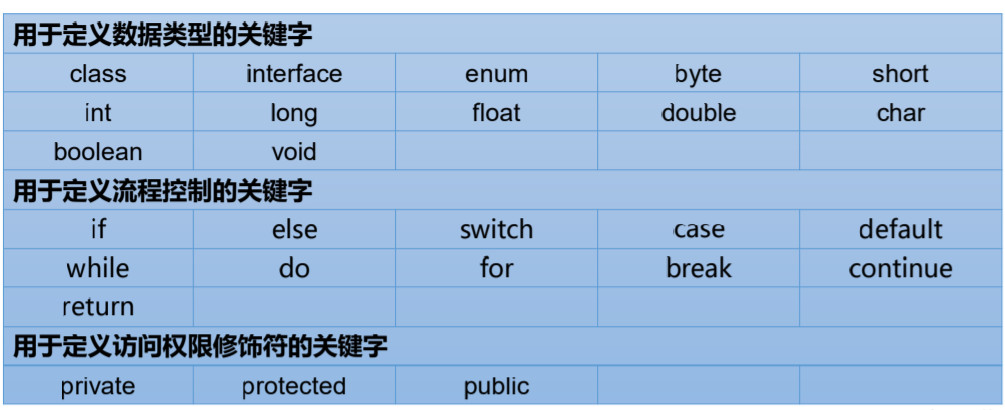 用于定义数据类型的关键字
class interface enum byte short
int long float double char
boolean void
用于定义流程控制的关键字
if else switch case default
while do for break continue
return
用于定义访问权限修饰符的关键字
private protected public